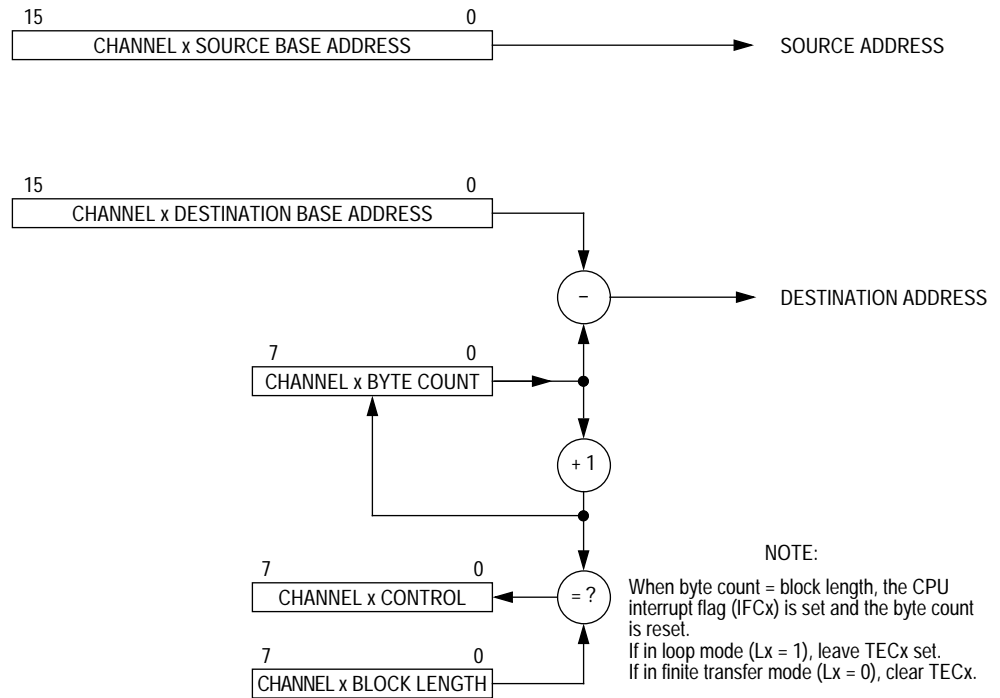 15 0
CHANNEL x SOURCE BASE ADDRESS
SOURCE ADDRESS
15 0
CHANNEL x DESTINATION BASE ADDRESS
–
DESTINATION ADDRESS
7 0
CHANNEL x BYTE COUNT
+ 1
7 0
CHANNEL x CONTROL
= ?
7 0
CHANNEL x BLOCK LENGTH
NOTE:
When byte count = block length, the CPU
interrupt flag (IFCx) is set and the byte count
is reset.
If in loop mode (Lx = 1), leave TECx set.
If in finite transfer mode (Lx = 0), clear TECx.